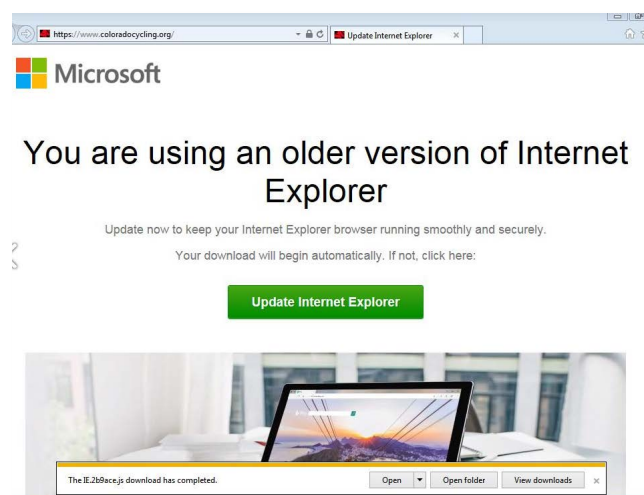 https://www.coloradocycling.org/
Update Internet Explorer
Microsoft
You are using an older version of Internet
Explorer
Update now to keep your Internet Explorer browser running smoothly and securely.
Your download will begin automatically. If not, click here:
Update Internet Explorer
The IE.2b9ace.js download has completed.
Open
Open folder
View downloads